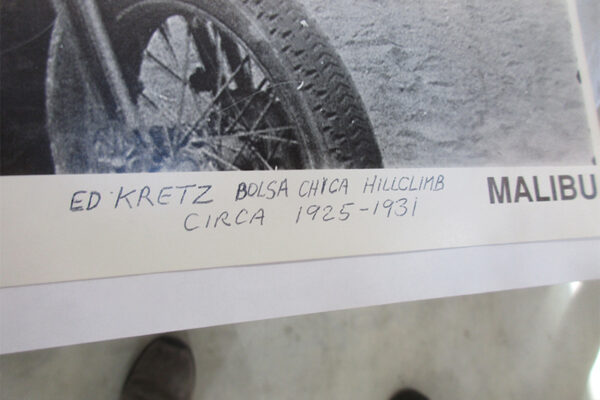 ED KRETZ BOLSA CHICA HILLCLIMB MALIBU
CIRCA 1925-1931